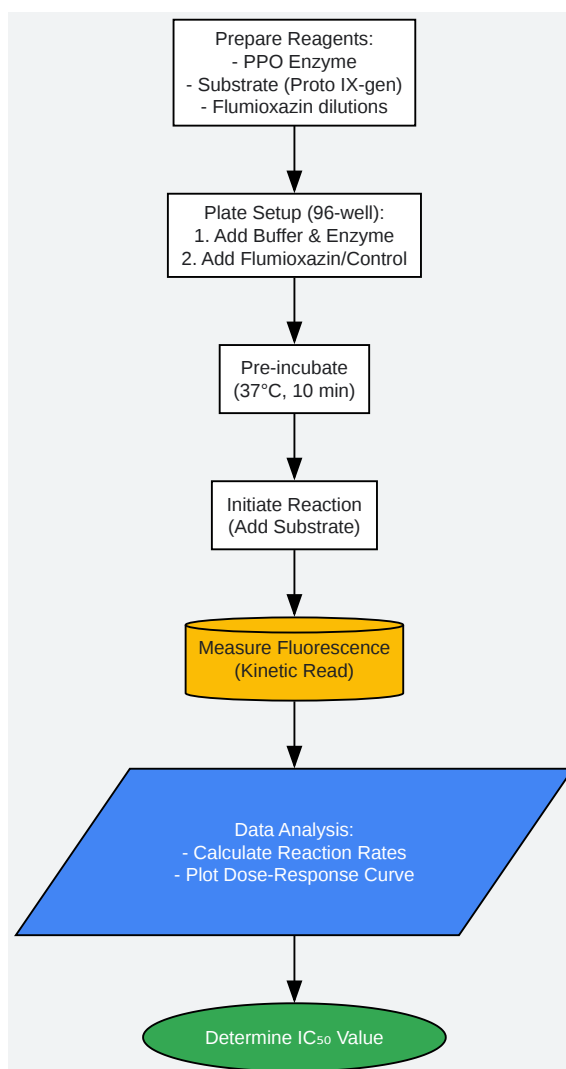 Prepare Reagents:
- PPO Enzyme
- Substrate (Proto IX-gen)
- Flumioxazin dilutions
Plate Setup (96-well):
1. Add Buffer & Enzyme
2. Add Flumioxazin/Control
Pre-incubate
(37°C, 10 min)
Initiate Reaction
(Add Substrate)
Measure Fluorescence
(Kinetic Read)
Data Analysis:
- Calculate Reaction Rates
- Plot Dose-Response Curve
Determine IC₅₀ Value